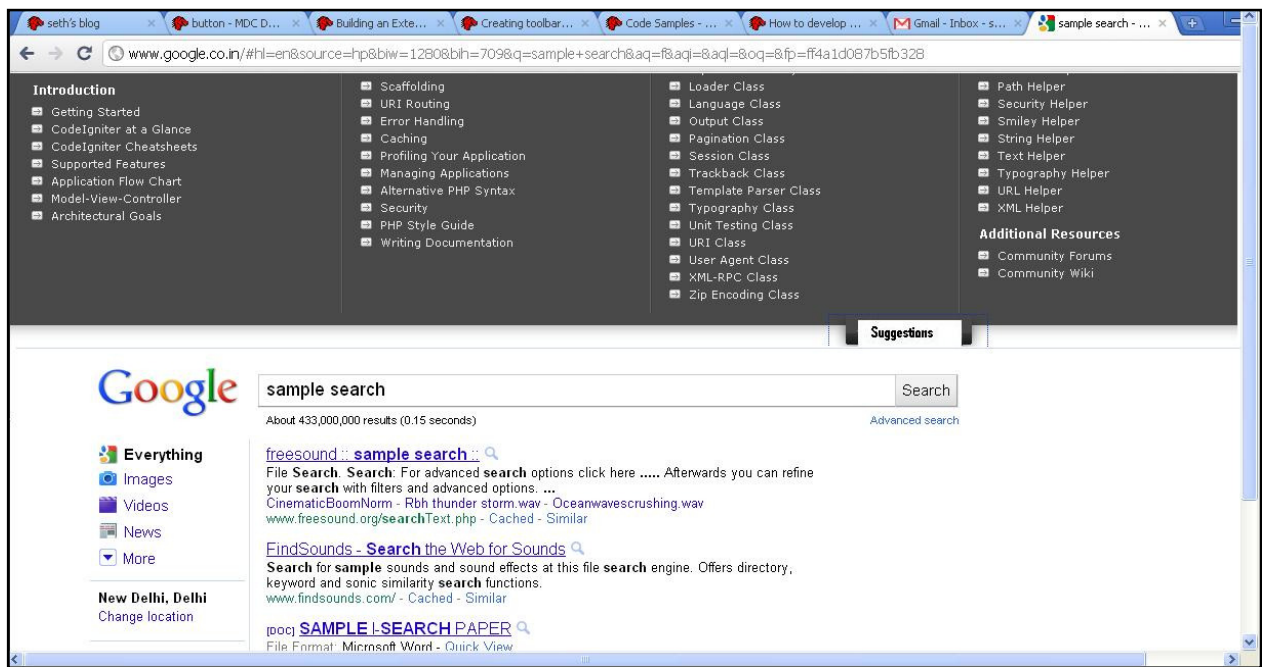 seth's blog
button - MDC D...
Building an Exte...
Creating toolbar...
Code Samples - ...
How to develop ...
Gmail - Inbox - s...
sample search - ...
www.google.co.in/#hl=en&source=hp&biw=1280&bih=709&q=sample+search&aq=f&aqi=&aql=&oq=&fp=ff4a1d087b5fb328
Introduction
Getting Started
CodeIgniter at a Glance
CodeIgniter Cheatsheets
Supported Features
Application Flow Chart
Model-View-Controller
Architectural Goals
Scaffolding
URI Routing
Error Handling
Caching
Profiling Your Application
Managing Applications
Alternative PHP Syntax
Security
PHP Style Guide
Writing Documentation
Loader Class
Language Class
Output Class
Pagination Class
Session Class
Trackback Class
Template Parser Class
Typography Class
Unit Testing Class
URI Class
User Agent Class
XML-RPC Class
Zip Encoding Class
Path Helper
Security Helper
Smiley Helper
String Helper
Text Helper
Typography Helper
URL Helper
XML Helper
Additional Resources
Community Forums
Community Wiki
Suggestions
Google
sample search
Search
About 433,000,000 results (0.15 seconds)
Advanced search
Everything
Images
Videos
News
More
New Delhi, Delhi
Change location
freesound :: sample search ::
File Search. Search: For advanced search options click here ..... Afterwards you can refine
your search with filters and advanced options. ...
CinematicBoomNorm - Rbh thunder storm.wav - Oceanwavescrushing.wav
www.freesound.org/searchText.php - Cached - Similar
FindSounds - Search the Web for Sounds
Search for sample sounds and sound effects at this file search engine. Offers directory,
keyword and sonic similarity search functions.
www.findsounds.com/ - Cached - Similar
[DOC] SAMPLE I-SEARCH PAPER
File Format: Microsoft Word - Quick View